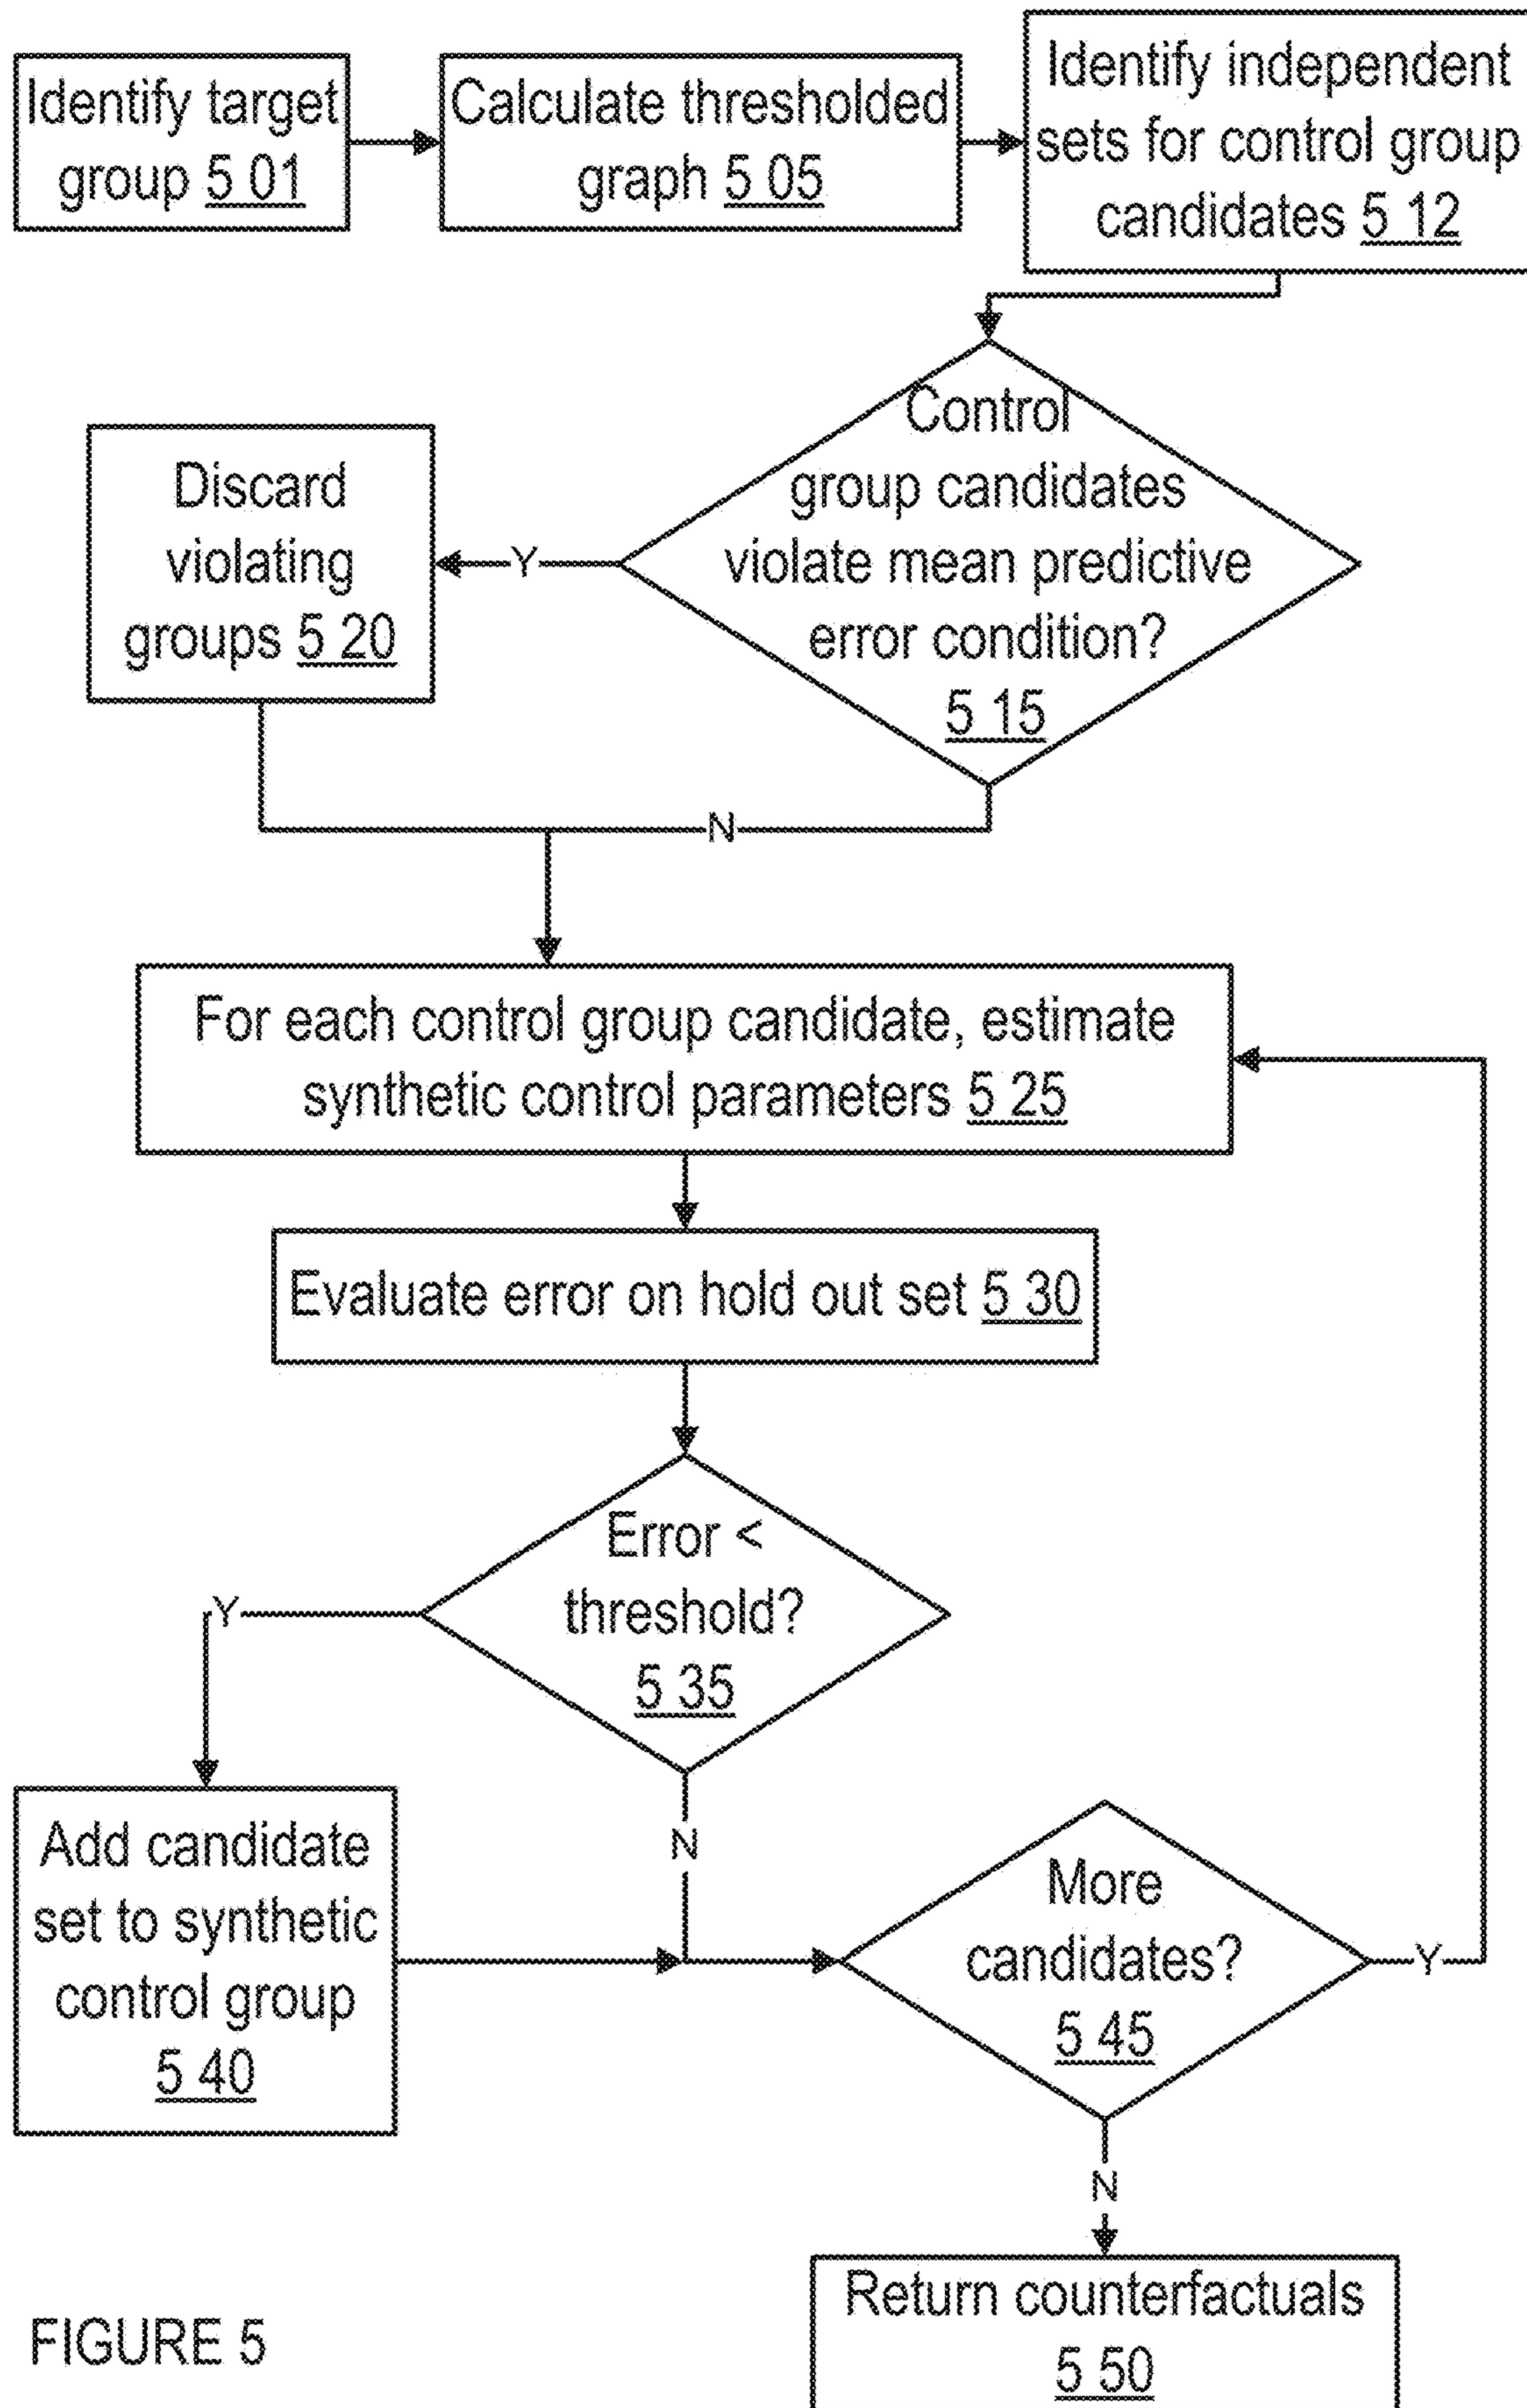 Identify target
group 5 01
Calculate thresholded
graph 5 05
Identify independent
sets for control group
candidates 5 12
Control
group candidates
violate mean predictive
error condition?
5 15
Y
Discard
violating
groups 5 20
N
For each control group candidate, estimate
synthetic control parameters 5 25
Evaluate error on hold out set 5 30
Error <
threshold?
5 35
Y
N
Add candidate
set to synthetic
control group
5 40
More
candidates?
5 45
Y
N
Return counterfactuals
5 50
FIGURE 5